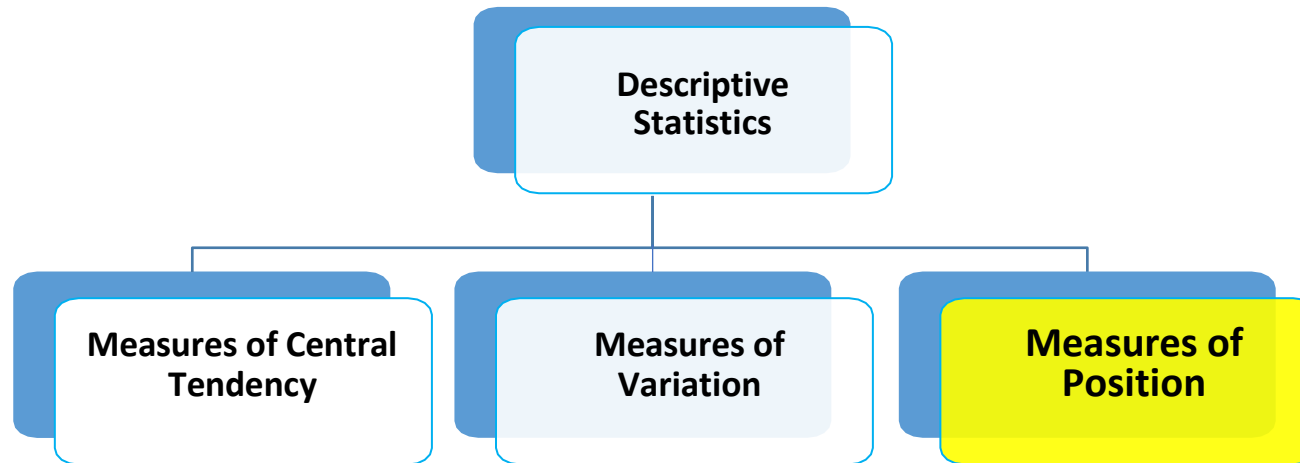 Descriptive
Statistics
Measures of Central
Tendency
Measures of
Variation
Measures of
Position